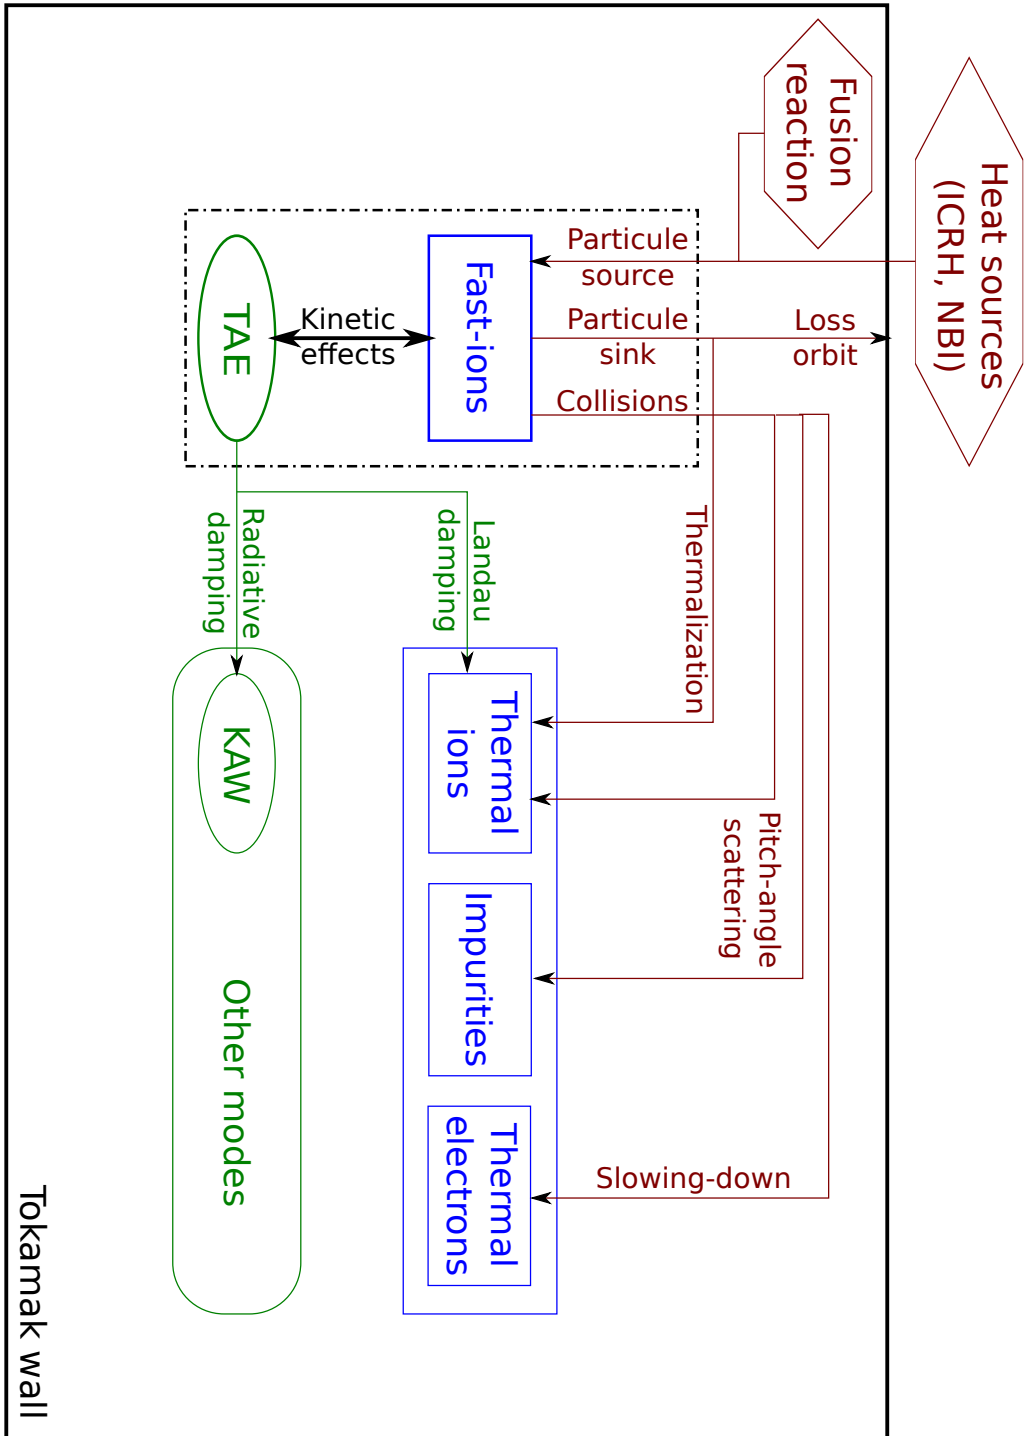 Heat sources
(ICRH, NBI)
Fusion
reaction
Particule
source
Particule
sink
Loss
orbit
Collisions
Fast-ions
Kinetic
effects
TAE
Thermalization
Landau
damping
Radiative
damping
Pitch-angle
scattering
Slowing-down
Thermal
ions
Impurities
Thermal
electrons
KAW
Other modes
Tokamak wall